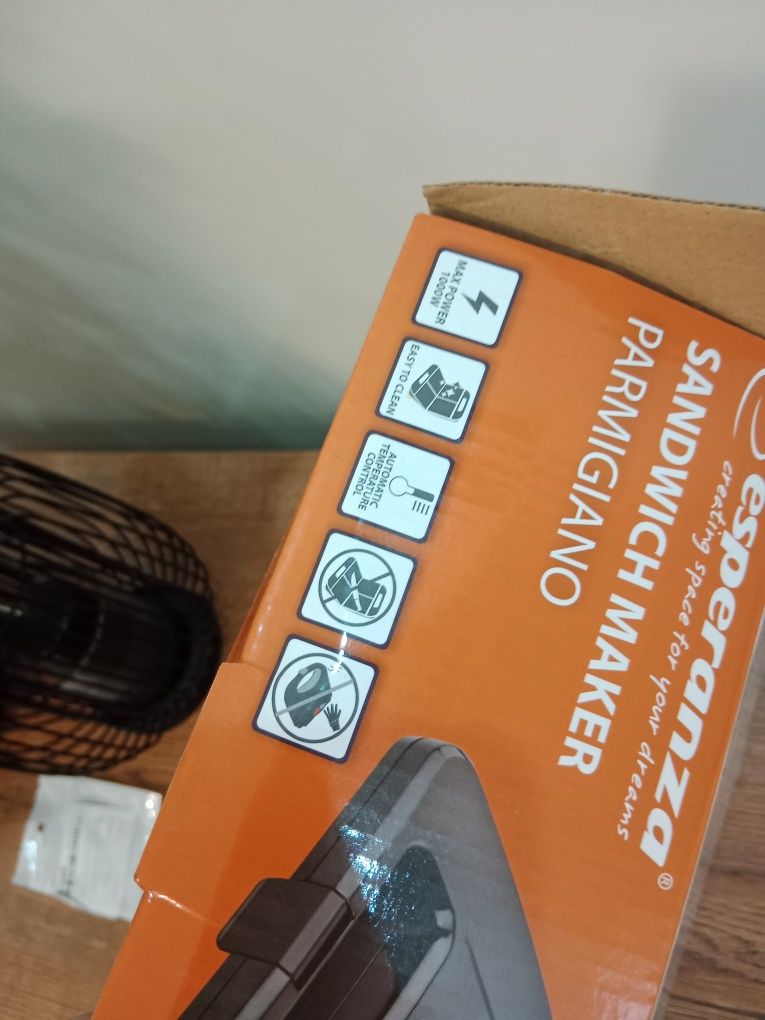 esperanza®
creating space for your dreams
SANDWICH MAKER
PARMIGIANO
MAX POWER
1000W
EASY TO CLEAN
AUTOMATIC
TEMPERATURE
CONTROL